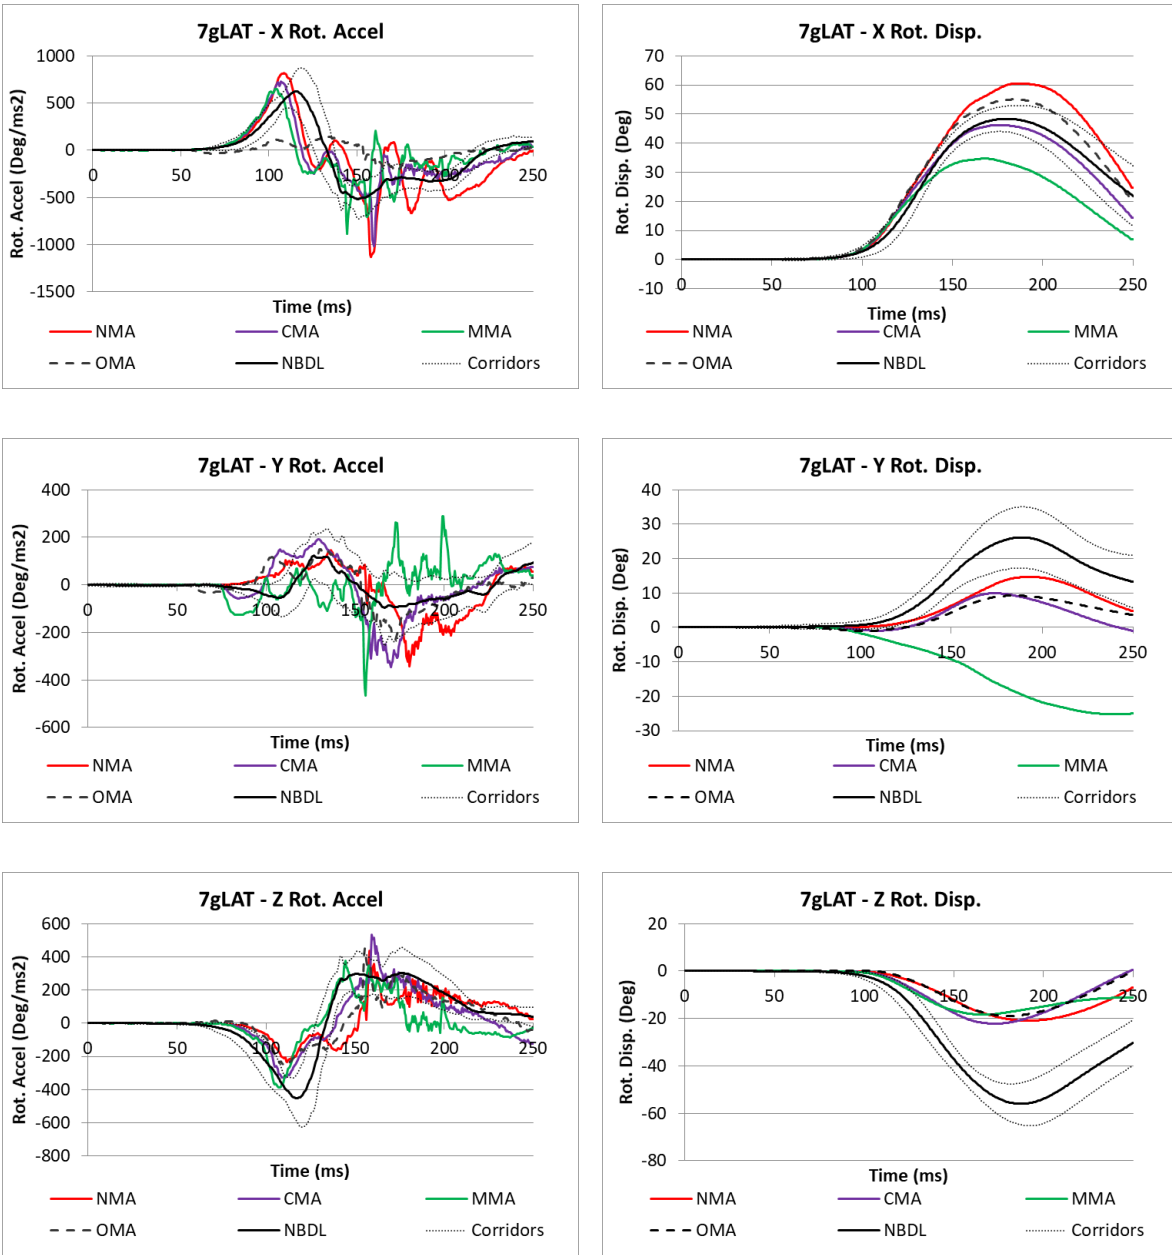 7gLAT - X Rot. Accel
Rot. Accel (Deg/ms2)
1000
500
0
-500
-1000
-1500
0 50 100 150 200 250
Time (ms)
NMA CMA MMA
OMA NBDL Corridors
7gLAT - X Rot. Disp.
Rot. Disp. (Deg)
70
60
50
40
30
20
10
0
-10
0 50 100 150 200 250
Time (ms)
NMA CMA MMA
OMA NBDL Corridors
7gLAT - Y Rot. Accel
Rot. Accel (Deg/ms2)
400
200
0
-200
-400
-600
0 50 100 150 200 250
Time (ms)
NMA CMA MMA
OMA NBDL Corridors
7gLAT - Y Rot. Disp.
Rot. Disp. (Deg)
40
30
20
10
0
-10
-20
-30
0 50 100 150 200 250
Time (ms)
NMA CMA MMA
OMA NBDL Corridors
7gLAT - Z Rot. Accel
Rot. Accel (Deg/ms2)
600
400
200
0
-200
-400
-600
-800
0 50 100 150 200 250
Time (ms)
NMA CMA MMA
OMA NBDL Corridors
7gLAT - Z Rot. Disp.
Rot. Disp. (Deg)
20
0
-20
-40
-60
-80
0 50 100 150 200 250
Time (ms)
NMA CMA MMA
OMA NBDL Corridors